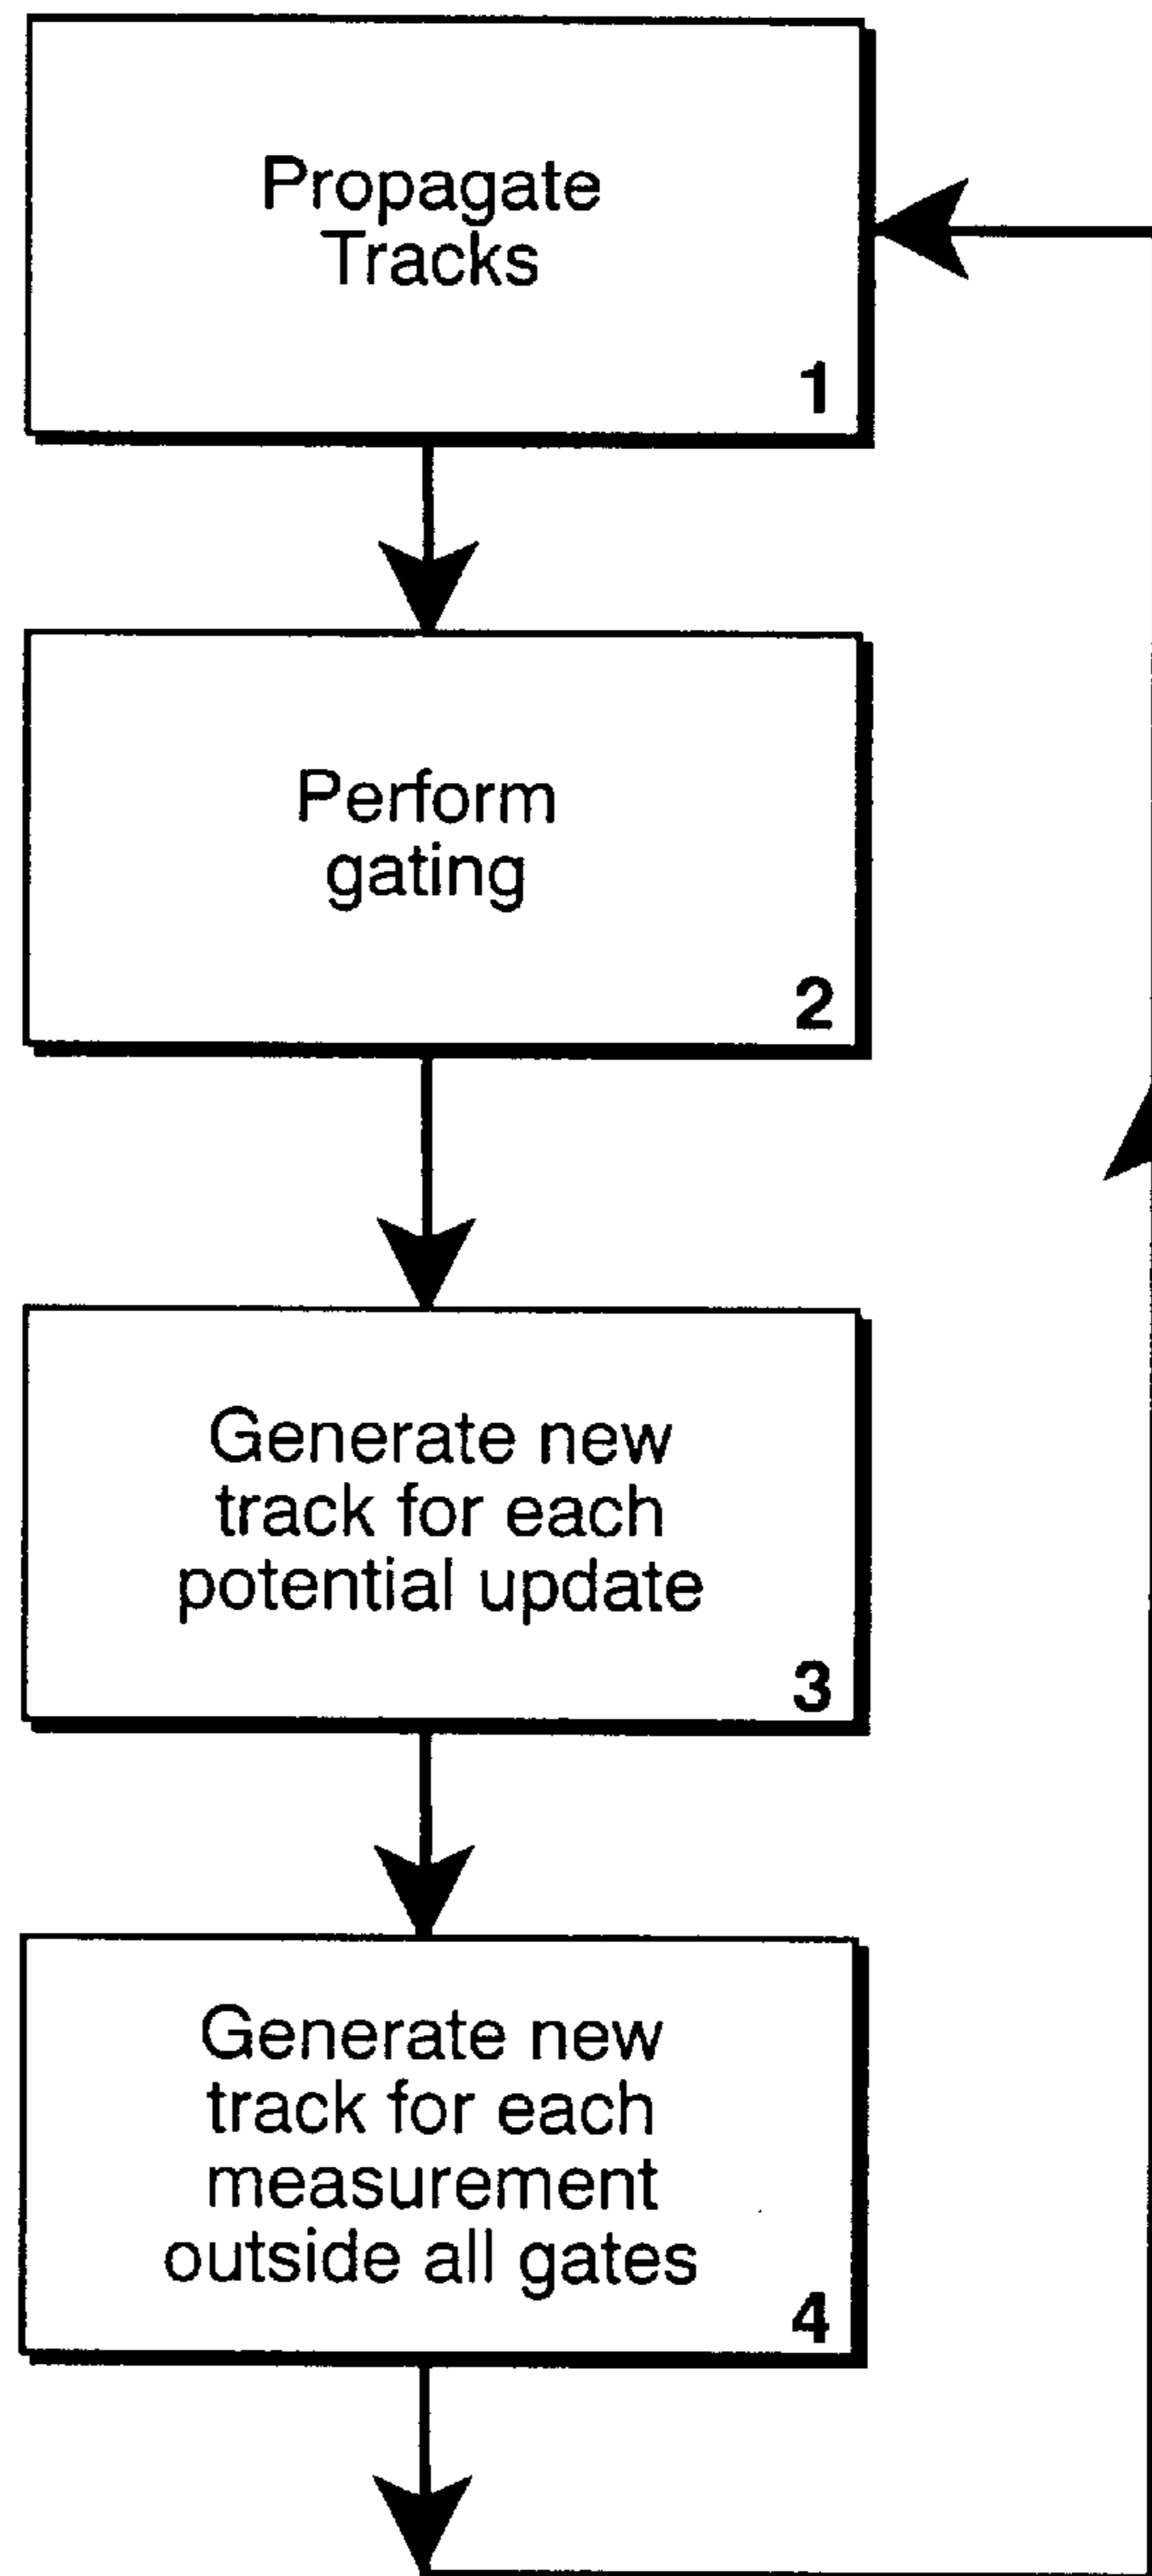 Propagate
Tracks
1
Perform
gating
2
Generate new
track for each
potential update
3
Generate new
track for each
measurement
outside all gates
4